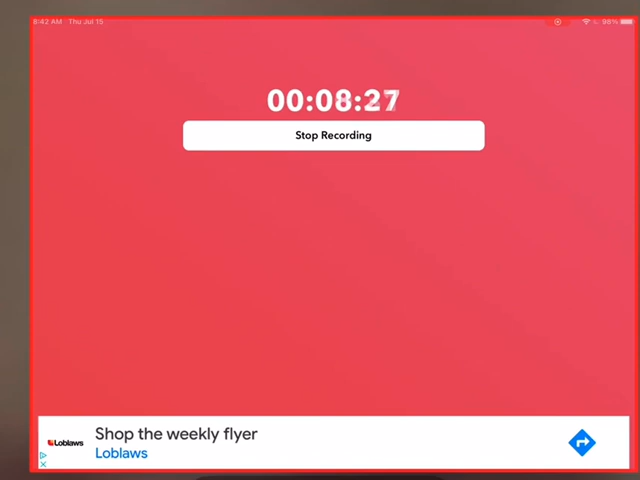 8:42 AM Thu Jul 15
98%
00:08:27
Stop Recording
Shop the weekly flyer
Loblaws
Loblaws